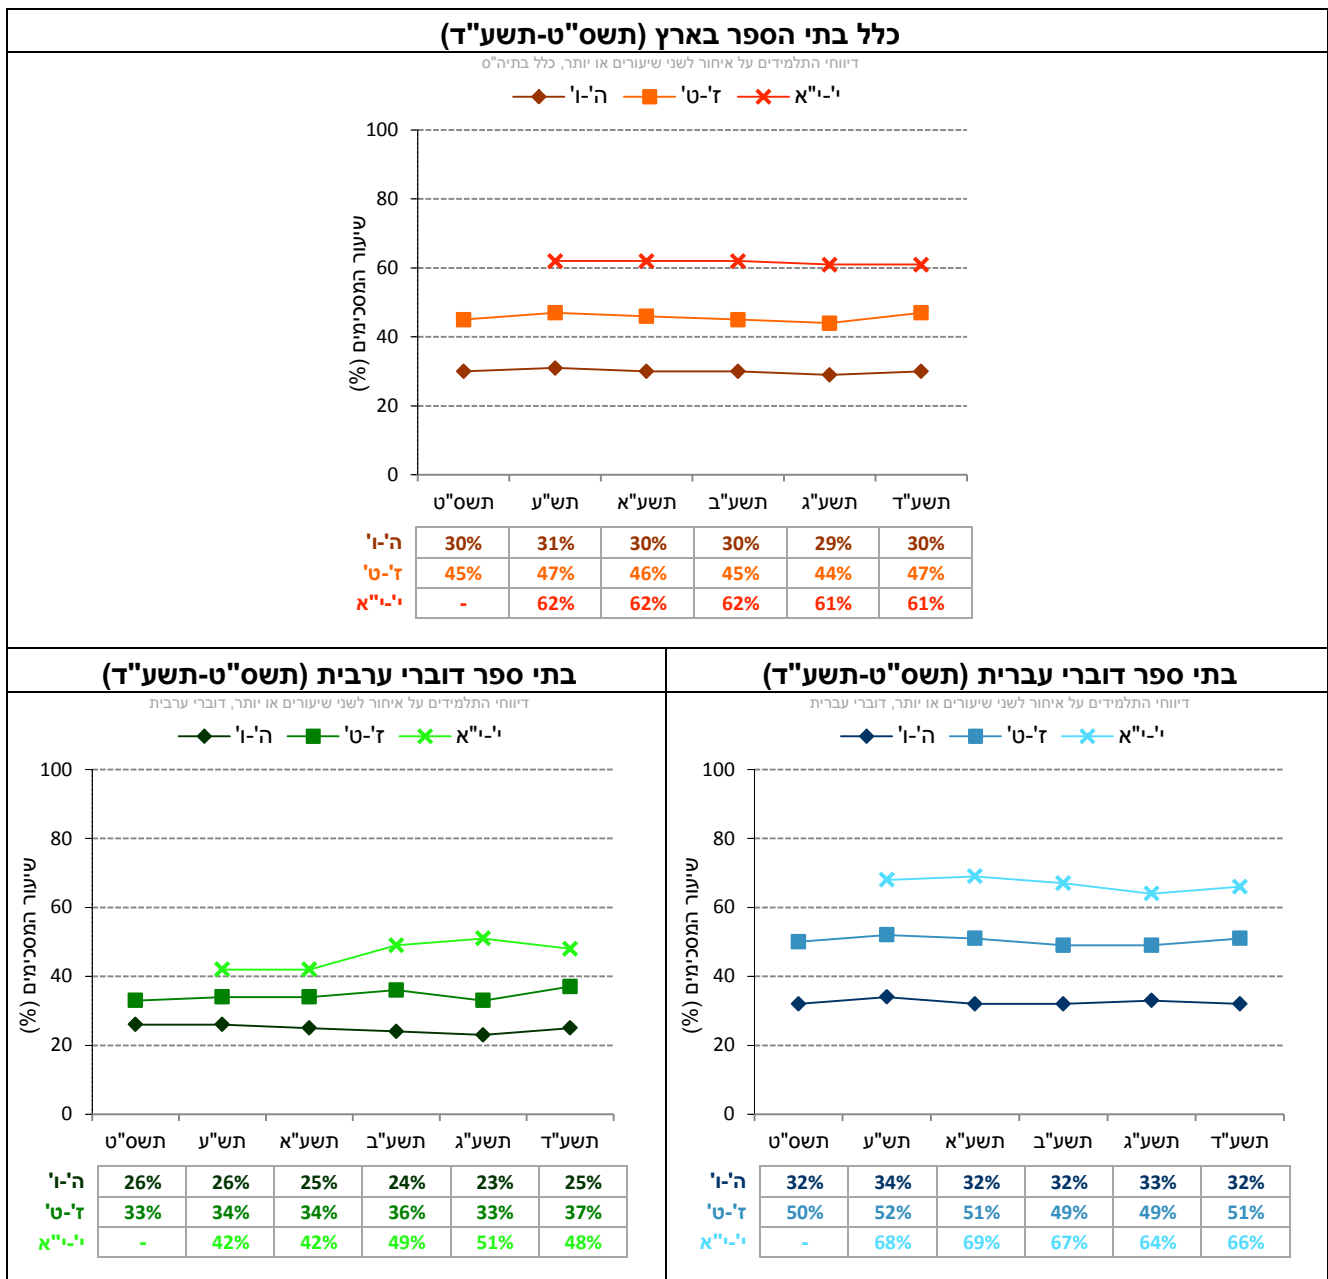 כלל בתי הספר בארץ (תשס"ט-תשע"ד)
דיווחי התלמידים על איחור לשני שיעורים או יותר, כלל בתיה"ס
ה'-ו' ז'-ט' י'-י"א
שיעור המסכימים (%)
100
80
60
40
20
0
תשס"ט תש"ע תשע"א תשע"ב תשע"ג תשע"ד
ה'-ו' 30% 31% 30% 30% 29% 30%
ז'-ט' 45% 47% 46% 45% 44% 47%
י'-י"א - 62% 62% 62% 61% 61%
בתי ספר דוברי עברית (תשס"ט-תשע"ד)
דיווחי התלמידים על איחור לשני שיעורים או יותר, דוברי עברית
ה'-ו' ז'-ט' י'-י"א
שיעור המסכימים (%)
100
80
60
40
20
0
תשס"ט תש"ע תשע"א תשע"ב תשע"ג תשע"ד
ה'-ו' 32% 34% 32% 32% 33% 32%
ז'-ט' 50% 52% 51% 49% 49% 51%
י'-י"א - 68% 69% 67% 64% 66%
בתי ספר דוברי ערבית (תשס"ט-תשע"ד)
דיווחי התלמידים על איחור לשני שיעורים או יותר, דוברי ערבית
ה'-ו' ז'-ט' י'-י"א
שיעור המסכימים (%)
100
80
60
40
20
0
תשס"ט תש"ע תשע"א תשע"ב תשע"ג תשע"ד
ה'-ו' 26% 26% 25% 24% 23% 25%
ז'-ט' 33% 34% 34% 36% 33% 37%
י'-י"א - 42% 42% 49% 51% 48%